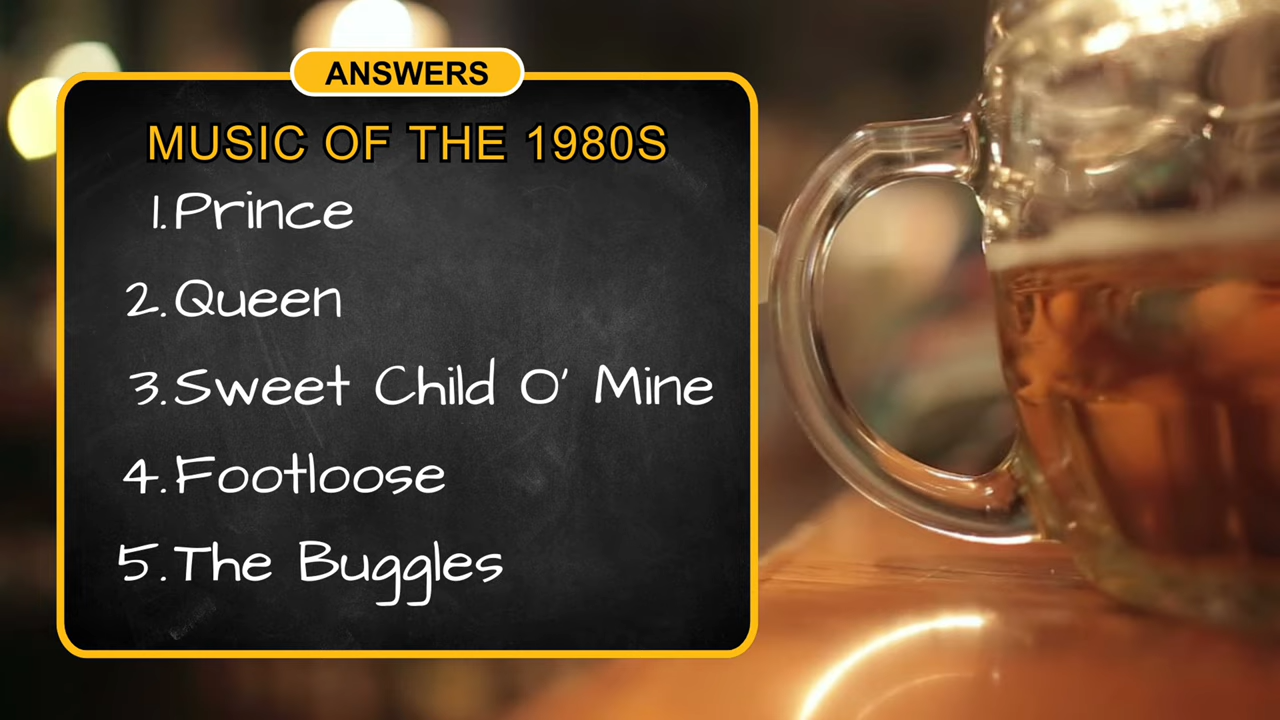 ANSWERS
MUSIC OF THE 1980S
1. Prince
2. Queen
3. Sweet Child O' Mine
4. Footloose
5. The Buggles